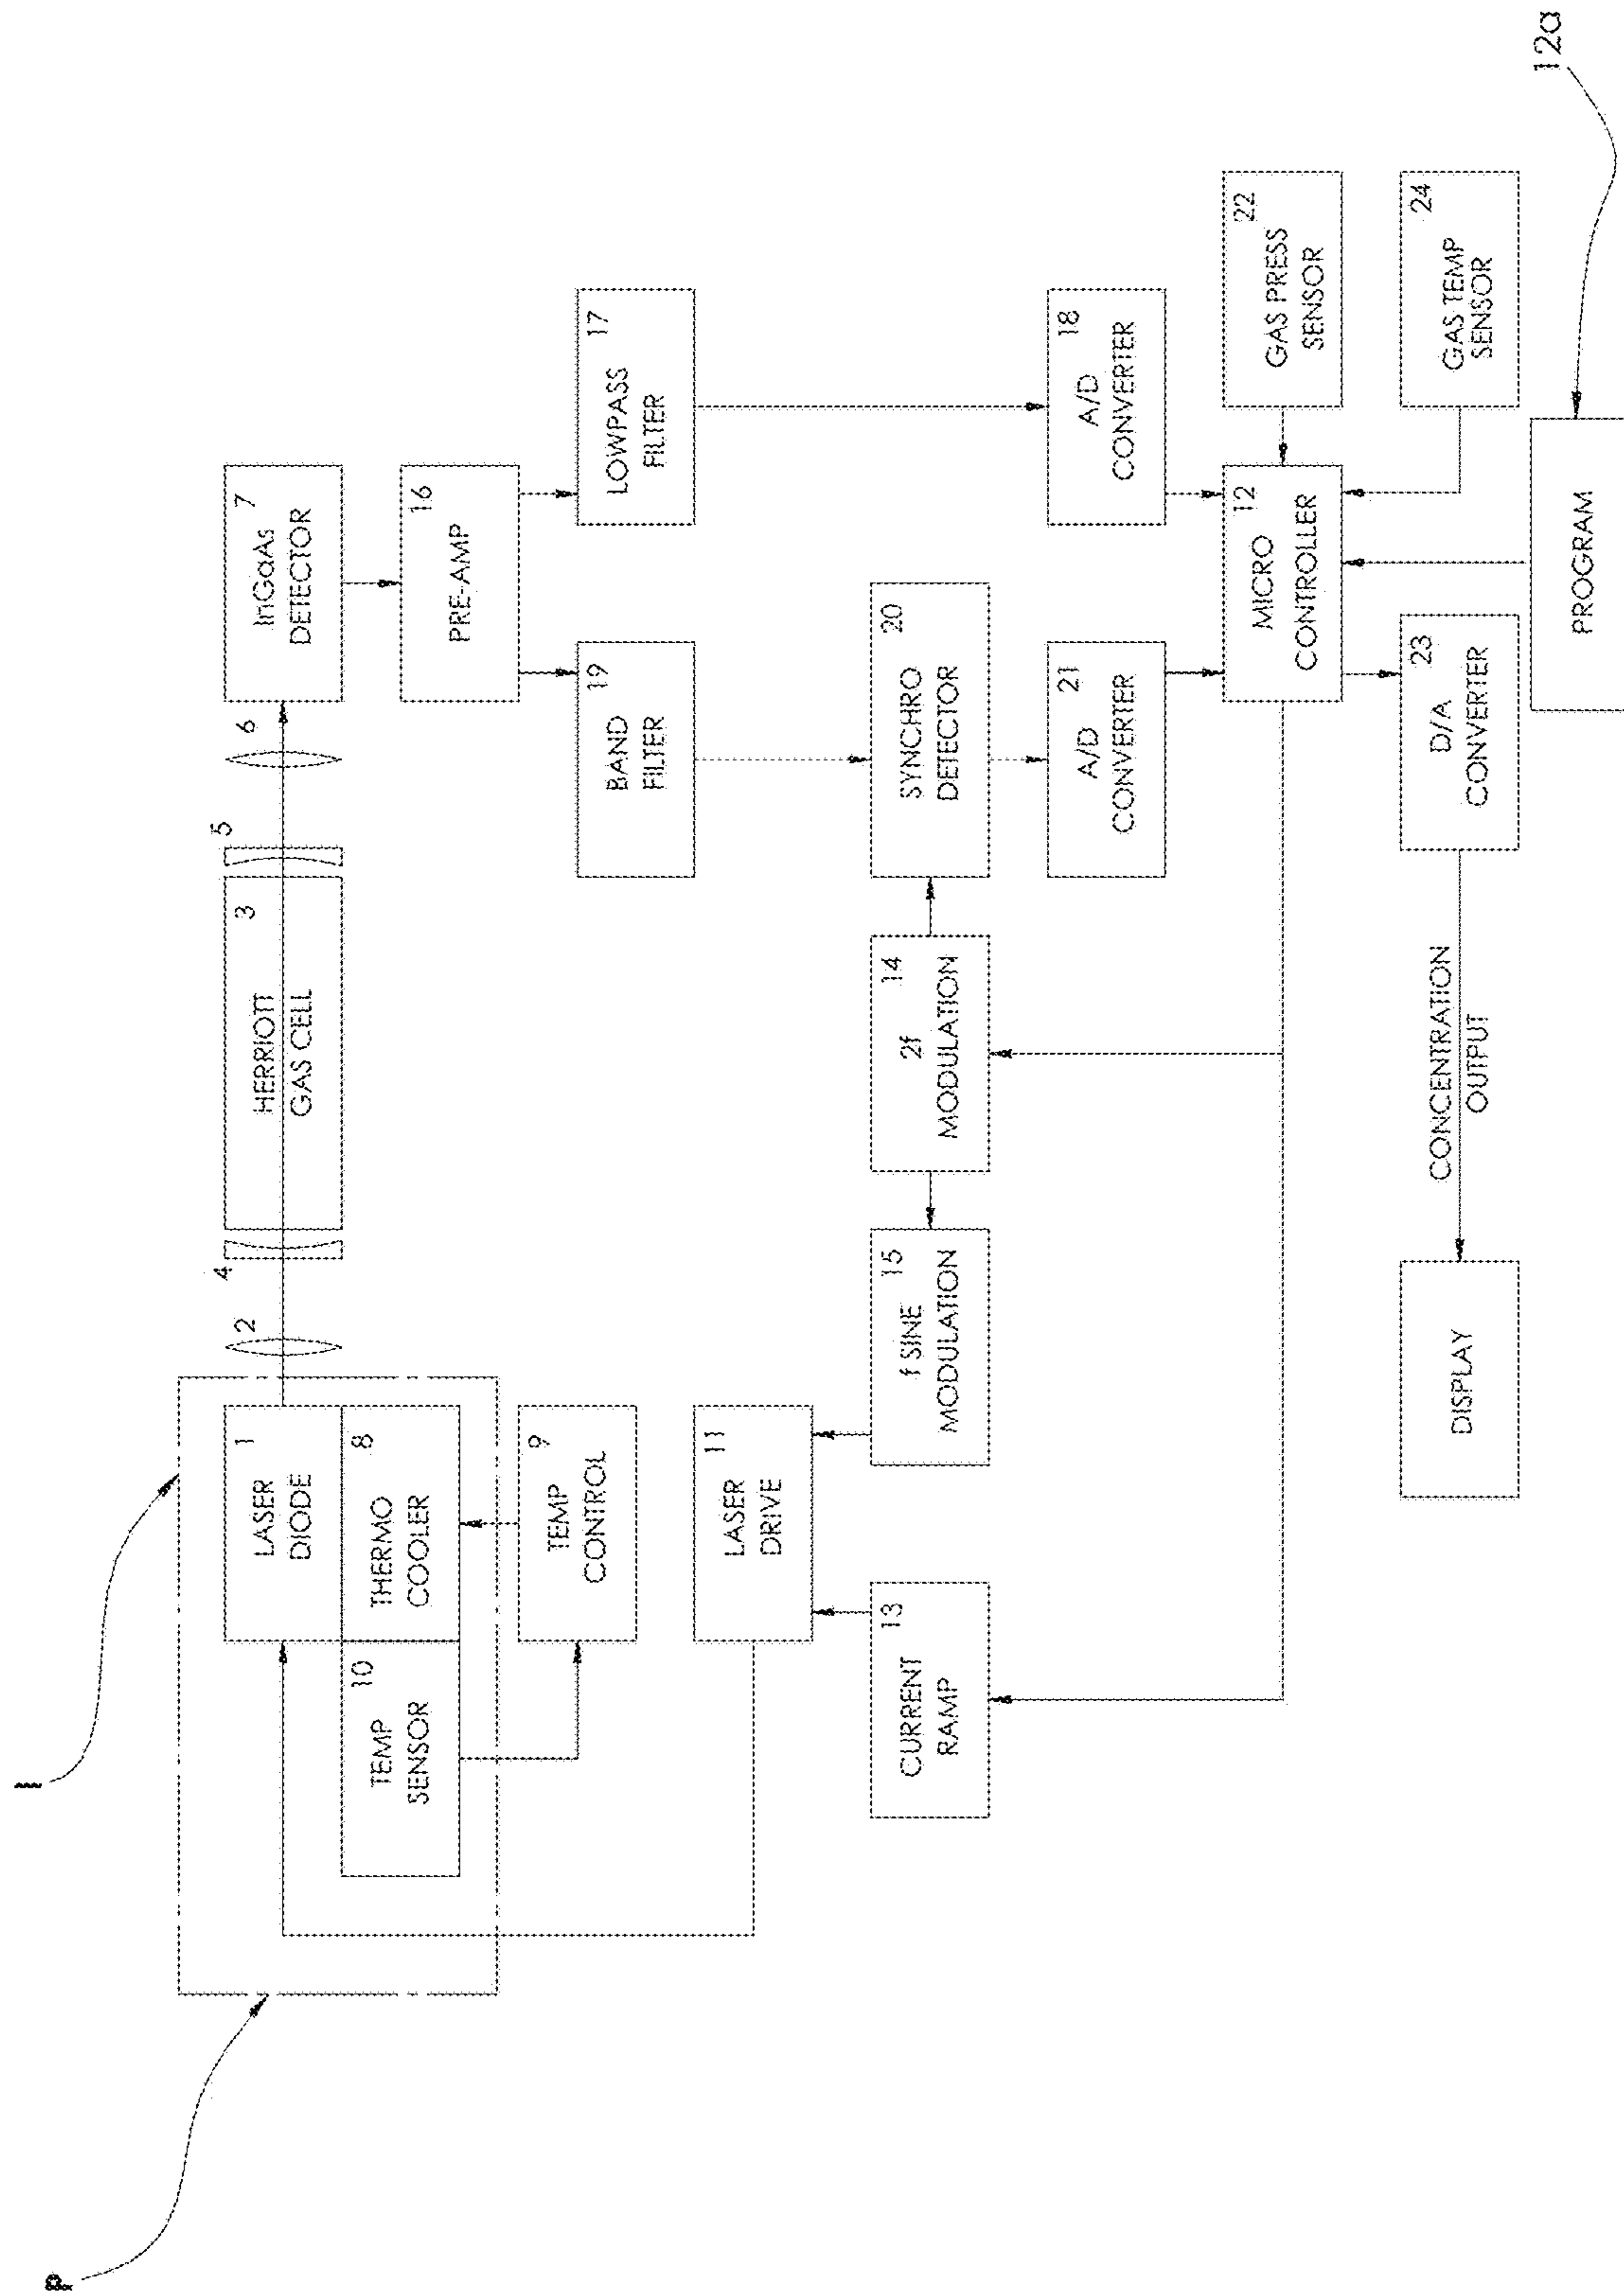 P
1
LASER
DIODE
1
2
4
HERRIOTT
GAS CELL
3
5
6
InGaAs
DETECTOR
7
TEMP
SENSOR
10
THERMO
COOLER
8
PRE-AMP
16
TEMP
CONTROL
9
BAND
FILTER
19
LOWPASS
FILTER
17
LASER
DRIVE
11
CURRENT
RAMP
13
f SINE
MODULATION
15
2f
MODULATION
14
SYNCHRO
DETECTOR
20
A/D
CONVERTER
21
A/D
CONVERTER
18
MICRO
CONTROLLER
12
GAS PRESS
SENSOR
22
DISPLAY
CONCENTRATION
OUTPUT
D/A
CONVERTER
23
GAS TEMP
SENSOR
24
PROGRAM
12a